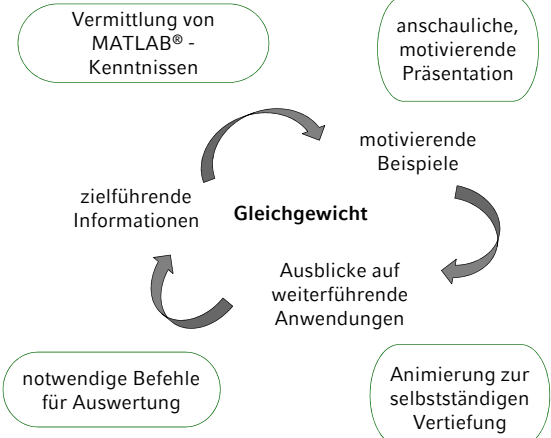 Vermittlung von
MATLAB® -
Kenntnissen
anschauliche,
motivierende
Präsentation
motivierende
Beispiele
zielführende
Informationen
Gleichgewicht
Ausblicke auf
weiterführende
Anwendungen
notwendige Befehle
für Auswertung
Animierung zur
selbstständigen
Vertiefung